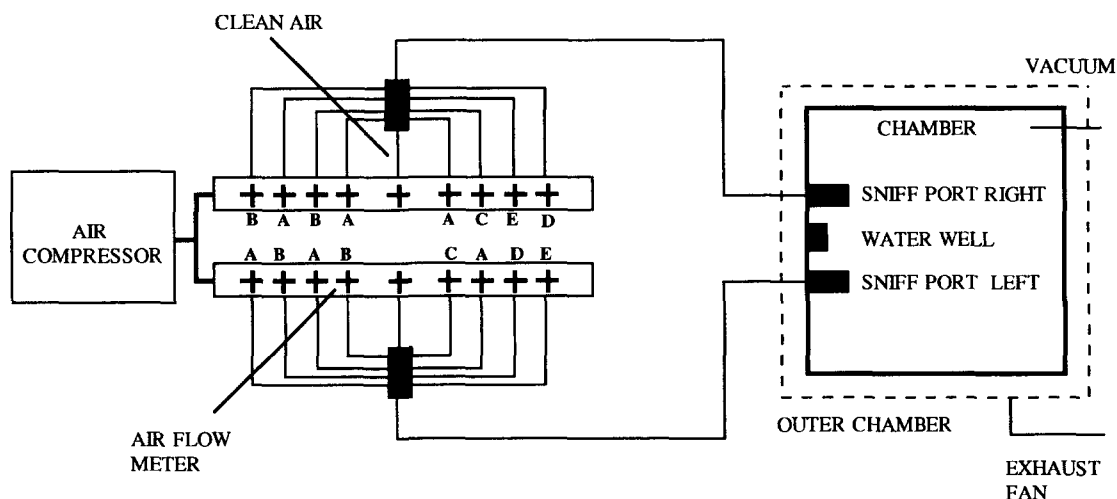 CLEAN AIR
VACUUM
CHAMBER
B A B A A C E D
SNIFF PORT RIGHT
AIR
COMPRESSOR
WATER WELL
A B A B C A D E
SNIFF PORT LEFT
OUTER CHAMBER
AIR FLOW
METER
EXHAUST
FAN